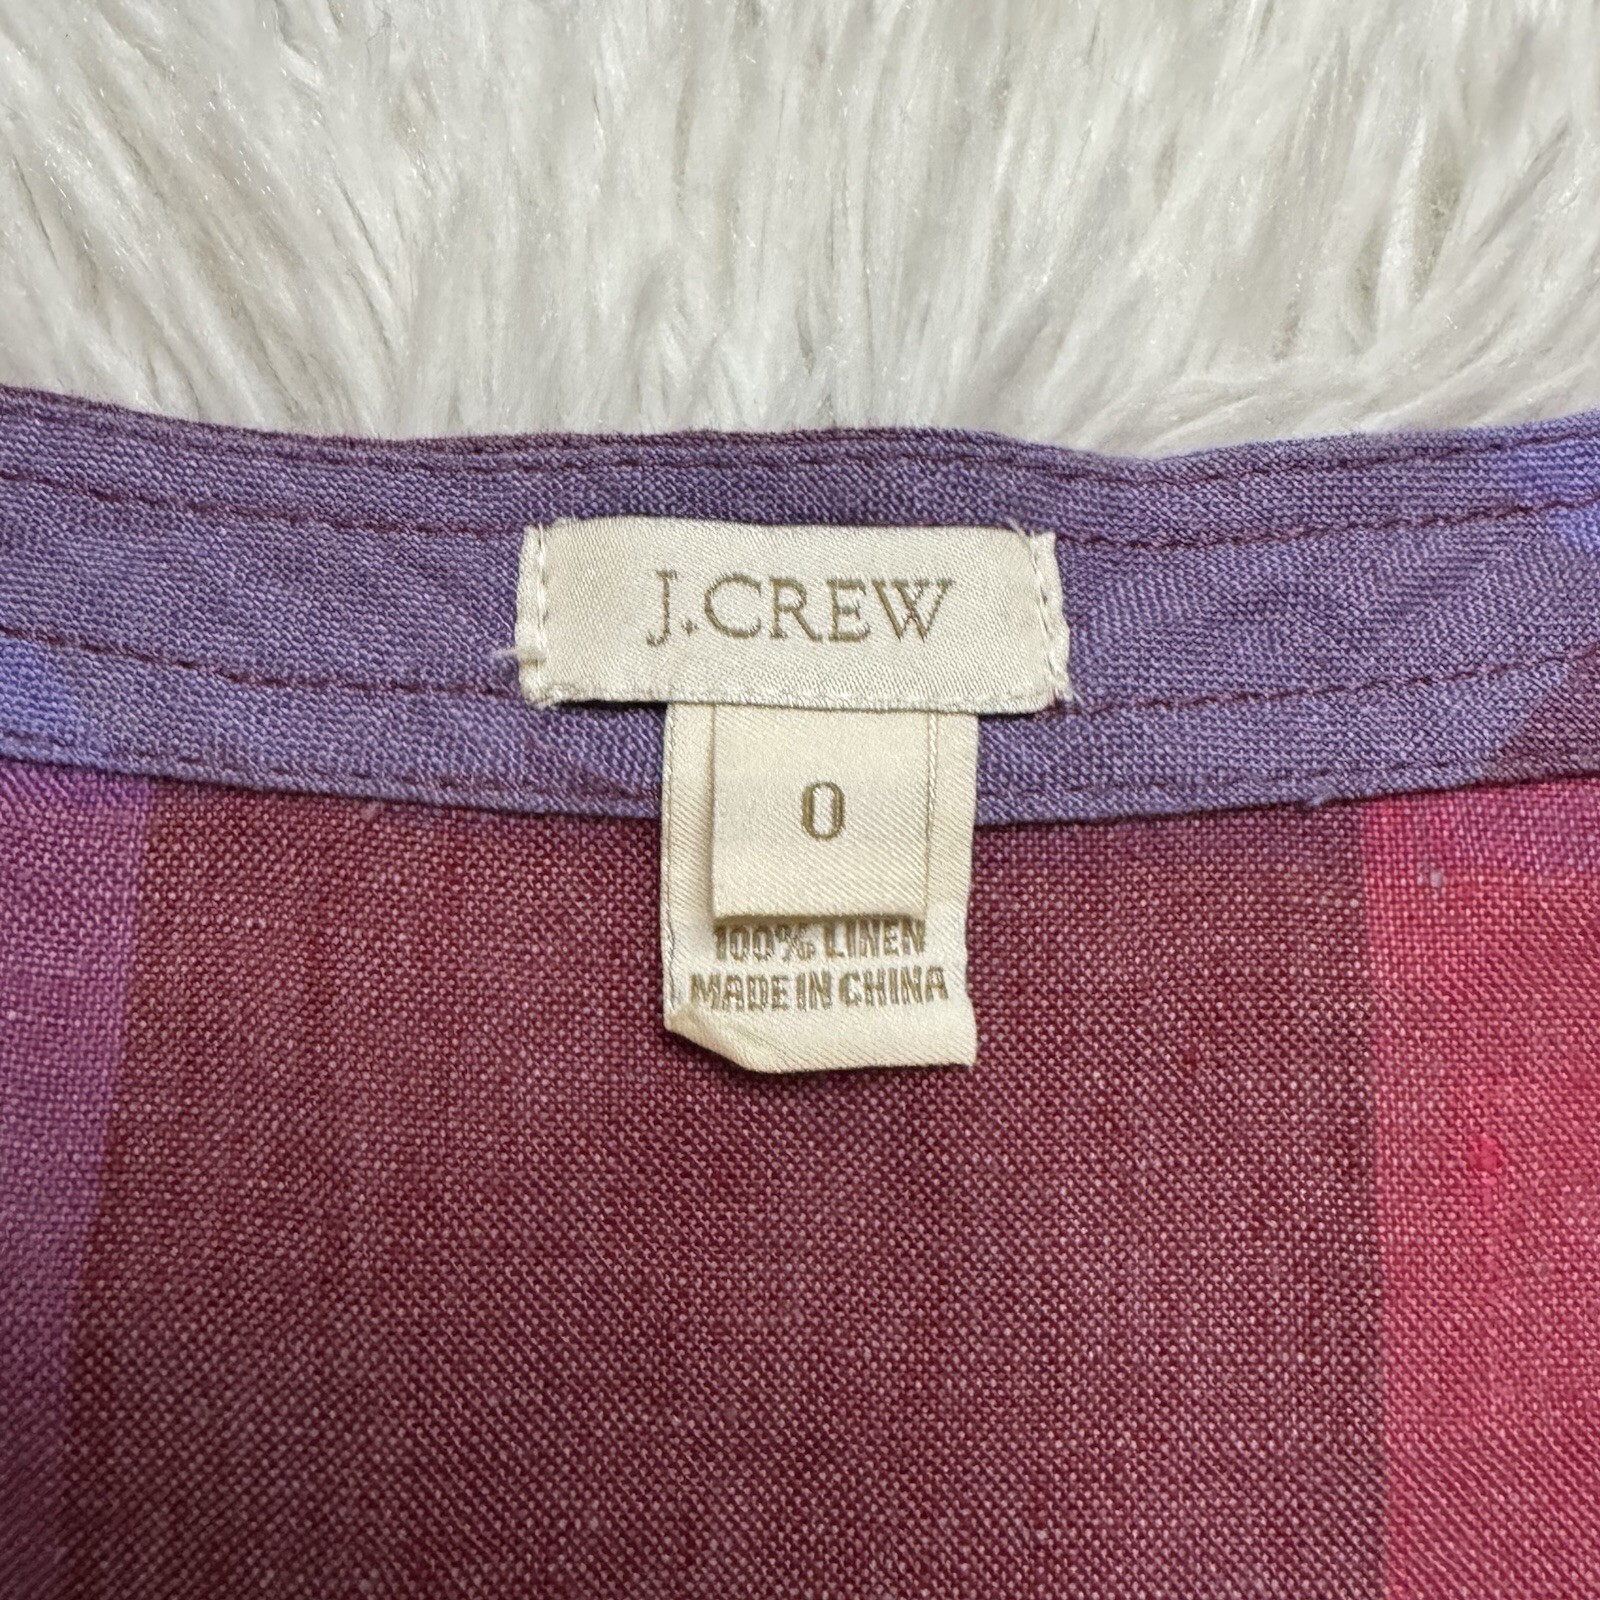 J.CREW
0
100% LINEN
MADE IN CHINA